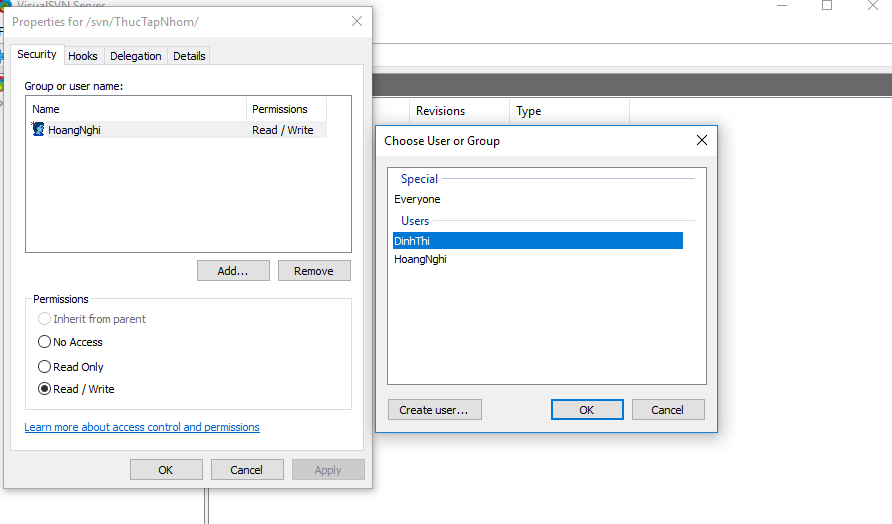 VisualSVN Server
Properties for /svn/ThucTapNhom/
Security Hooks Delegation Details
Group or user name:
Name Permissions
HoangNghi Read / Write
Add... Remove
Permissions
Inherit from parent
No Access
Read Only
Read / Write
Learn more about access control and permissions
OK Cancel Apply
Revisions Type
Choose User or Group
Special
Everyone
Users
DinhThi
HoangNghi
Create user... OK Cancel